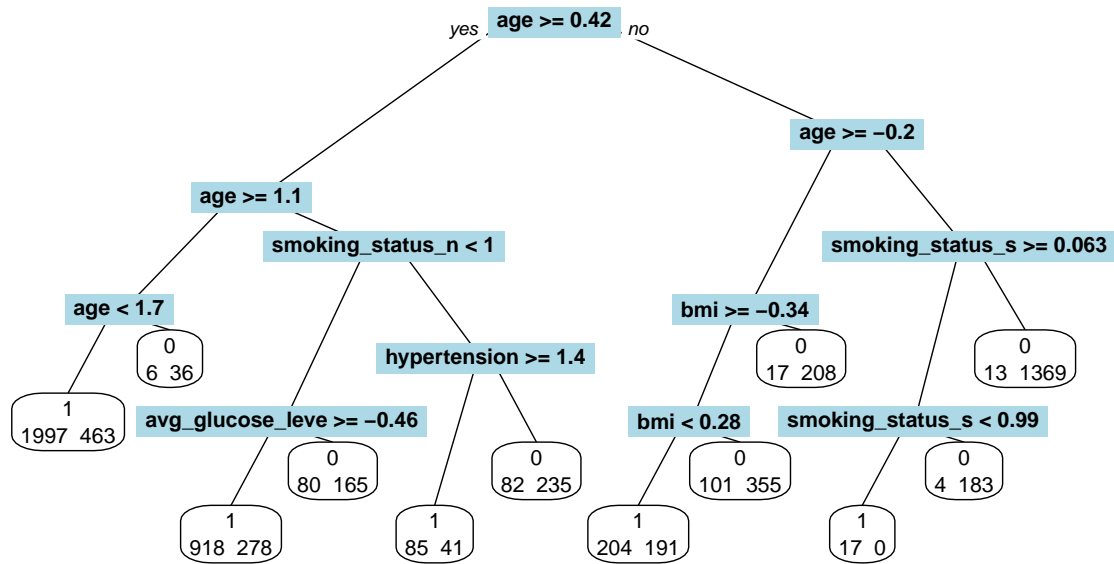 age >= 0.42
yes no
age >= −0.2
age >= 1.1
smoking_status_n < 1
smoking_status_s >= 0.063
age < 1.7
bmi >= −0.34
0
6 36
0
17 208
0
13 1369
hypertension >= 1.4
1
1997 463
avg_glucose_leve >= −0.46
bmi < 0.28
smoking_status_s < 0.99
0
80 165
0
82 235
0
101 355
0
4 183
1
918 278
1
85 41
1
204 191
1
17 0